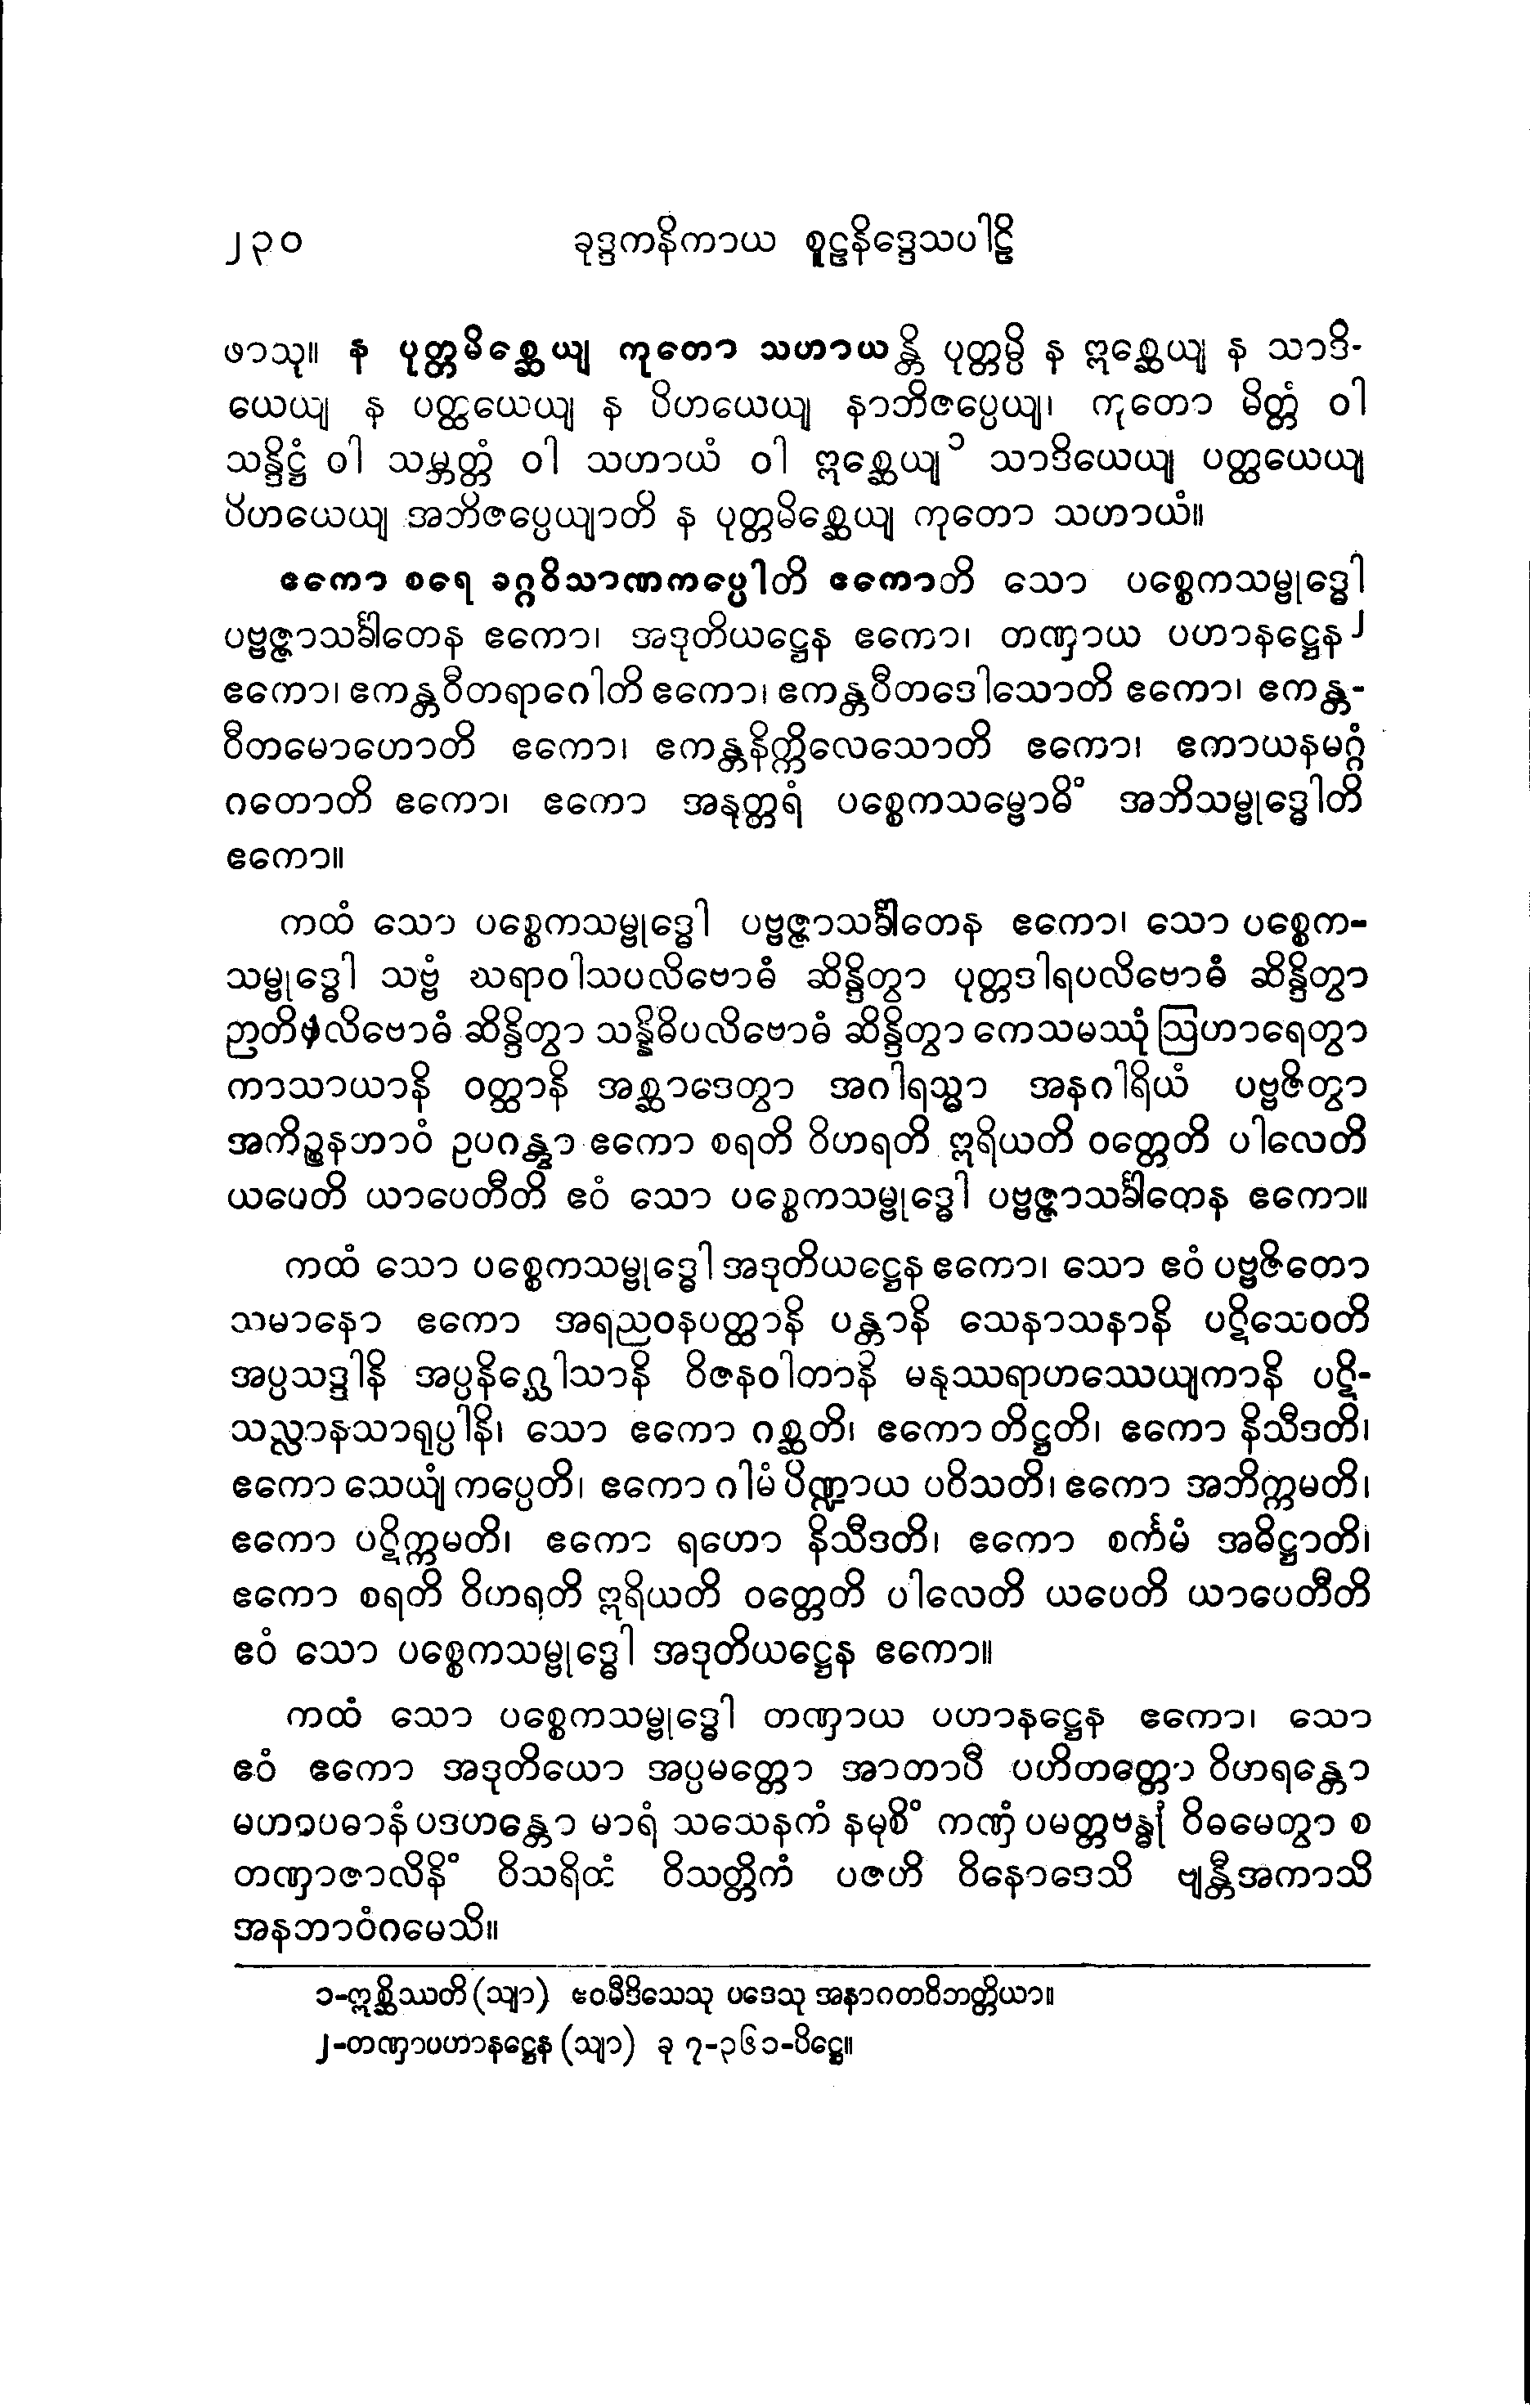 ၂၃၀ ခုဒ္ဒကနိကာယ စူဠနိဒ္ဒေသပါဠိ
ဖာသု။ န ပုတ္တမိစ္ဆေယျ ကုတော သဟာယန္တိ ပုတ္တမ္ပိ န ဣစ္ဆေယျ န သာဒိ-
ယေယျ န ပတ္ထယေယျ န ပိဟယေယျ နာဘိဇပ္ပေယျ၊ ကုတော မိတ္တံ ဝါ
သန္ဒိဋ္ဌံ ဝါ သမ္ဘတ္တံ ဝါ သဟာယံ ဝါ ဣစ္ဆေယျ၁ သာဒိယေယျ ပတ္ထယေယျ
ပိဟယေယျ အဘိဇပ္ပေယျာတိ န ပုတ္တမိစ္ဆေယျ ကုတော သဟာယံ။
ဧကော စရေ ခဂ္ဂဝိသာဏကပ္ပေါတိ ဧကောတိ သော ပစ္စေကသမ္ဗုဒ္ဓေါ
ပဗ္ဗဇ္ဇာသင်္ခါတေန ဧကော၊ အဒုတိယဋ္ဌေန ဧကော၊ တဏှာယ ပဟာနဋ္ဌေန၂
ဧကော၊ ဧကန္တဝီတရာဂေါတိ ဧကော၊ ဧကန္တဝီတဒေါသောတိ ဧကော၊ ဧကန္တ-
ဝီတမောဟောတိ ဧကော၊ ဧကန္တနိက္ကိလေသောတိ ဧကော၊ ဧကာယနမဂ္ဂံ
ဂတောတိ ဧကော၊ ဧကော အနုတ္တရံ ပစ္စေကသမ္ဗောဓိံ အဘိသမ္ဗုဒ္ဓေါတိ
ဧကော။
ကထံ သော ပစ္စေကသမ္ဗုဒ္ဓေါ ပဗ္ဗဇ္ဇာသင်္ခါတေန ဧကော၊ သော ပစ္စေက-
သမ္ဗုဒ္ဓေါ သဗ္ဗံ ဃရာဝါသပလိဗောဓံ ဆိန္ဒိတွာ ပုတ္တဒါရပလိဗောဓံ ဆိန္ဒိတွာ
ဉာတိပလိဗောဓံ ဆိန္ဒိတွာ သန္နိဓိပလိဗောဓံ ဆိန္ဒိတွာ ကေသမဿုံ ဩဟာရေတွာ
ကာသာယာနိ ဝတ္ထာနိ အစ္ဆာဒေတွာ အဂါရသ္မာ အနဂါရိယံ ပဗ္ဗဇိတွာ
အကိဉ္စနဘာဝံ ဥပဂန္တွာ ဧကော စရတိ ဝိဟရတိ ဣရိယတိ ဝတ္တေတိ ပါလေတိ
ယပေတိ ယာပေတီတိ ဧဝံ သော ပစ္စေကသမ္ဗုဒ္ဓေါ ပဗ္ဗဇ္ဇာသင်္ခါတေန ဧကော။
ကထံ သော ပစ္စေကသမ္ဗုဒ္ဓေါ အဒုတိယဋ္ဌေန ဧကော၊ သော ဧဝံ ပဗ္ဗဇိတော
သမာနော ဧကော အရညဝနပတ္ထာနိ ပန္တာနိ သေနာသနာနိ ပဋိသေဝတိ
အပ္ပသဒ္ဒါနိ အပ္ပနိဂ္ဃေါသာနိ ဝိဇနဝါတာနိ မနုဿရာဟဿေယျကာနိ ပဋိ-
သလ္လာနသာရုပ္ပါနိ၊ သော ဧကော ဂစ္ဆတိ၊ ဧကော တိဋ္ဌတိ၊ ဧကော နိသီဒတိ၊
ဧကော သေယျံ ကပ္ပေတိ၊ ဧကော ဂါမံ ပိဏ္ဍာယ ပဝိသတိ၊ ဧကော အဘိက္ကမတိ၊
ဧကော ပဋိက္ကမတိ၊ ဧကော ရဟော နိသီဒတိ၊ ဧကော စင်္ကမံ အဓိဋ္ဌာတိ၊
ဧကော စရတိ ဝိဟရတိ ဣရိယတိ ဝတ္တေတိ ပါလေတိ ယပေတိ ယာပေတီတိ
ဧဝံ သော ပစ္စေကသမ္ဗုဒ္ဓေါ အဒုတိယဋ္ဌေန ဧကော။
ကထံ သော ပစ္စေကသမ္ဗုဒ္ဓေါ တဏှာယ ပဟာနဋ္ဌေန ဧကော၊ သော
ဧဝံ ဧကော အဒုတိယော အပ္ပမတ္တော အာတာပီ ပဟိတတ္တော ဝိဟရန္တော
မဟာပဓာနံ ပဒဟန္တော မာရံ သသေနကံ နမုစိံ ကဏှံ ပမတ္တဗန္ဓုံ ဝိဓမေတွာ စ
တဏှာဇာလိနိံ ဝိသရိတံ ဝိသတ္တိကံ ပဇဟိ ဝိနောဒေသိ ဗျန္တီအကာသိ
အနဘာဝံဂမေသိ။
၁-ဣစ္ဆိဿတိ (သျာ) ဧဝမီဒိသေသု ပဒေသု အနာဂတဝိဘတ္တိယာ။
၂-တဏှာပဟာနဋ္ဌေန (သျာ) ခု ၇-၃၆၁-ပိဋ္ဌေ။